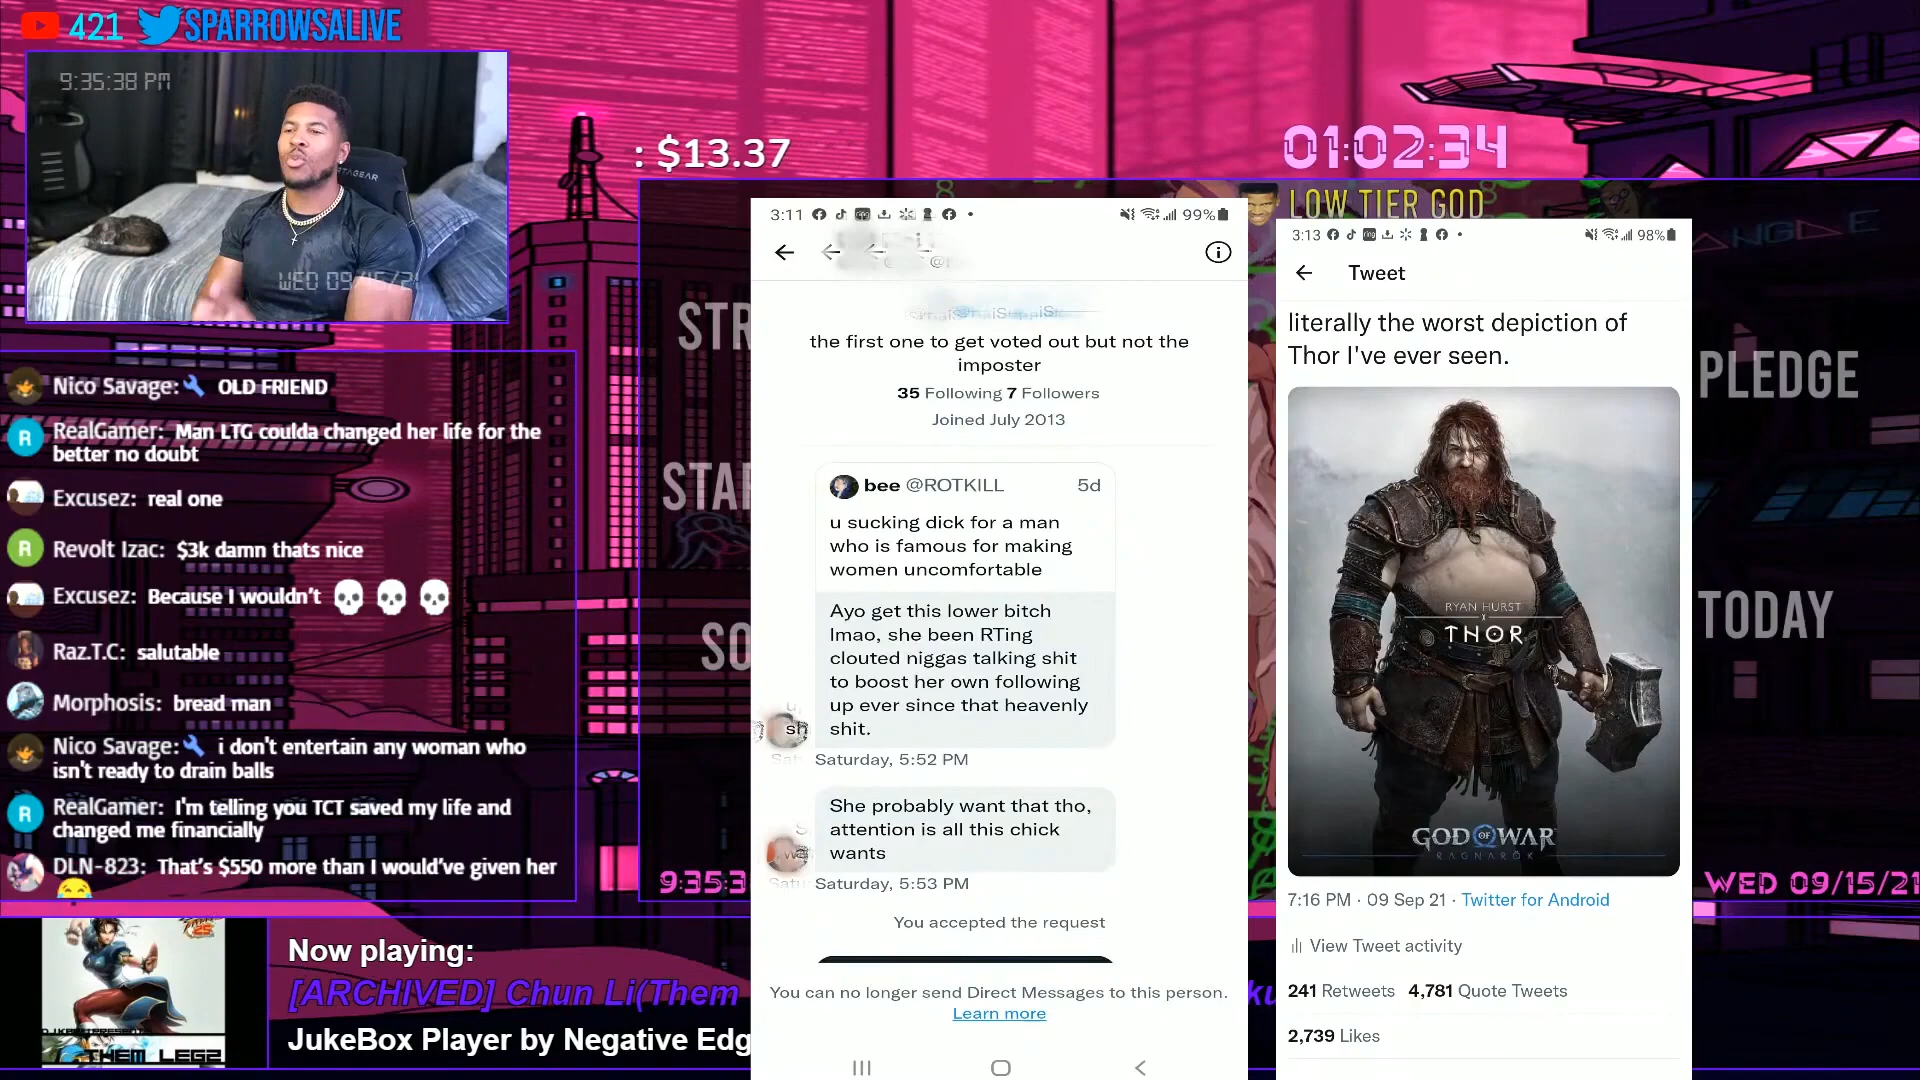 421 SPARROWSALIVE
9:35:38 PM
WED 09/15/21
: $13.37
01:02:34
LOW TIER GOD
Nico Savage: OLD FRIEND
RealGamer: Man LTG coulda changed her life for the
better no doubt
Excusez: real one
Revolt Izac: $3k damn thats nice
Excusez: Because I wouldn't
Raz.T.C: salutable
Morphosis: bread man
Nico Savage: i don't entertain any woman who
isn't ready to drain balls
RealGamer: I'm telling you TCT saved my life and
changed me financially
DLN-823: That's $550 more than I would've given her
Now playing:
[ARCHIVED] Chun Li(Them
JukeBox Player by Negative Edg
THEM LEGZ
STR
STAR
SO
9:35:3
3:11
99%
the first one to get voted out but not the
imposter
35 Following 7 Followers
Joined July 2013
bee @ROTKILL 5d
u sucking dick for a man
who is famous for making
women uncomfortable
Ayo get this lower bitch
lmao, she been RTing
clouted niggas talking shit
to boost her own following
up ever since that heavenly
shit.
Saturday, 5:52 PM
She probably want that tho,
attention is all this chick
wants
Saturday, 5:53 PM
You accepted the request
You can no longer send Direct Messages to this person.
Learn more
3:13
98%
Tweet
literally the worst depiction of
Thor I've ever seen.
RYAN HURST
X
THOR
GOD OF WAR
RAGNARÖK
7:16 PM · 09 Sep 21 · Twitter for Android
View Tweet activity
241 Retweets 4,781 Quote Tweets
2,739 Likes
PLEDGE
TODAY
WED 09/15/21